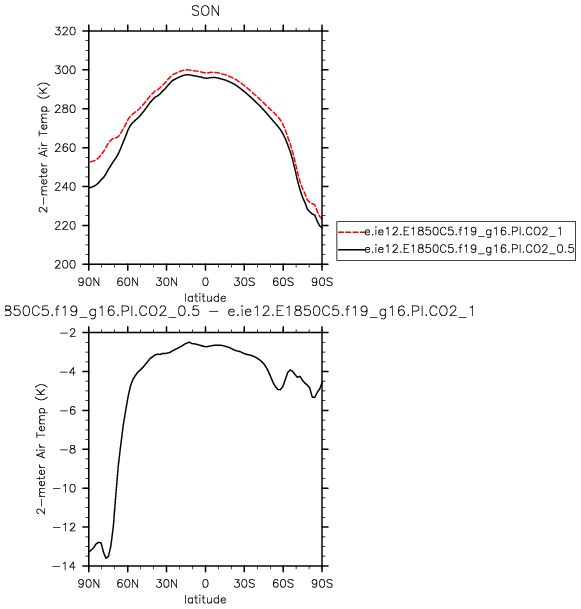 SON
2-meter Air Temp (K)
320
300
280
260
240
220
200
90N 60N 30N 0 30S 60S 90S
latitude
e.ie12.E1850C5.f19_g16.PI.CO2_1
e.ie12.E1850C5.f19_g16.PI.CO2_0.5
850C5.f19_g16.PI.CO2_0.5 - e.ie12.E1850C5.f19_g16.PI.CO2_1
2-meter Air Temp (K)
-2
-4
-6
-8
-10
-12
-14
90N 60N 30N 0 30S 60S 90S
latitude